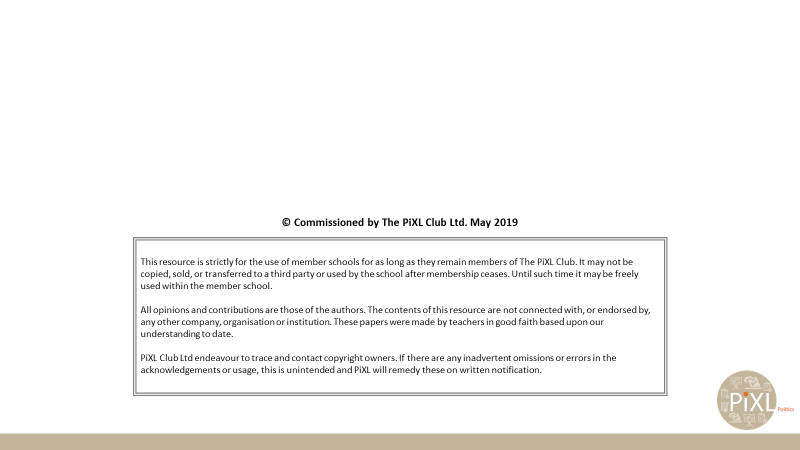 © Commissioned by The PiXL Club Ltd. May 2019
This resource is strictly for the use of member schools for as long as they remain members of The PiXL Club. It may not be
copied, sold, or transferred to a third party or used by the school after membership ceases. Until such time it may be freely
used within the member school.
All opinions and contributions are those of the authors. The contents of this resource are not connected with, or endorsed by,
any other company, organisation or institution. These papers were made by teachers in good faith based upon our
understanding to date.
PiXL Club Ltd endeavour to trace and contact copyright owners. If there are any inadvertent omissions or errors in the
acknowledgements or usage, this is unintended and PiXL will remedy these on written notification.
PiXL
Politics